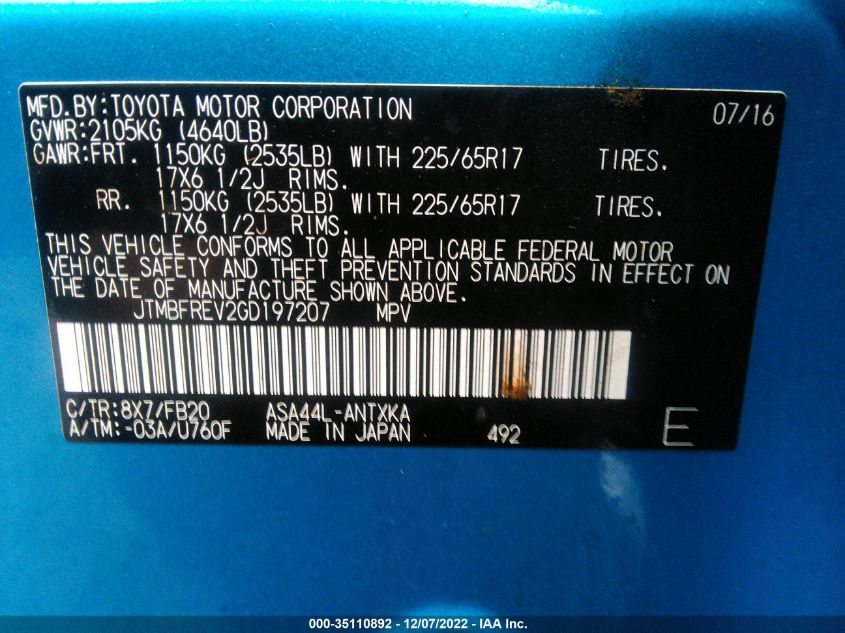 MFD.BY:TOYOTA MOTOR CORPORATION 07/16
GVWR:2105KG (4640LB)
GAWR:FRT. 1150KG (2535LB) WITH 225/65R17 TIRES.
17X6 1/2J RIMS.
RR. 1150KG (2535LB) WITH 225/65R17 TIRES.
17X6 1/2J RIMS.
THIS VEHICLE CONFORMS TO ALL APPLICABLE FEDERAL MOTOR
VEHICLE SAFETY AND THEFT PREVENTION STANDARDS IN EFFECT ON
THE DATE OF MANUFACTURE SHOWN ABOVE.
JTMBFREV2GD197207 MPV
C/TR:8X7/FB20 ASA44L-ANTXKA
A/TM:-03A/U760F MADE IN JAPAN 492 E
000-35110892 - 12/07/2022 - IAA Inc.